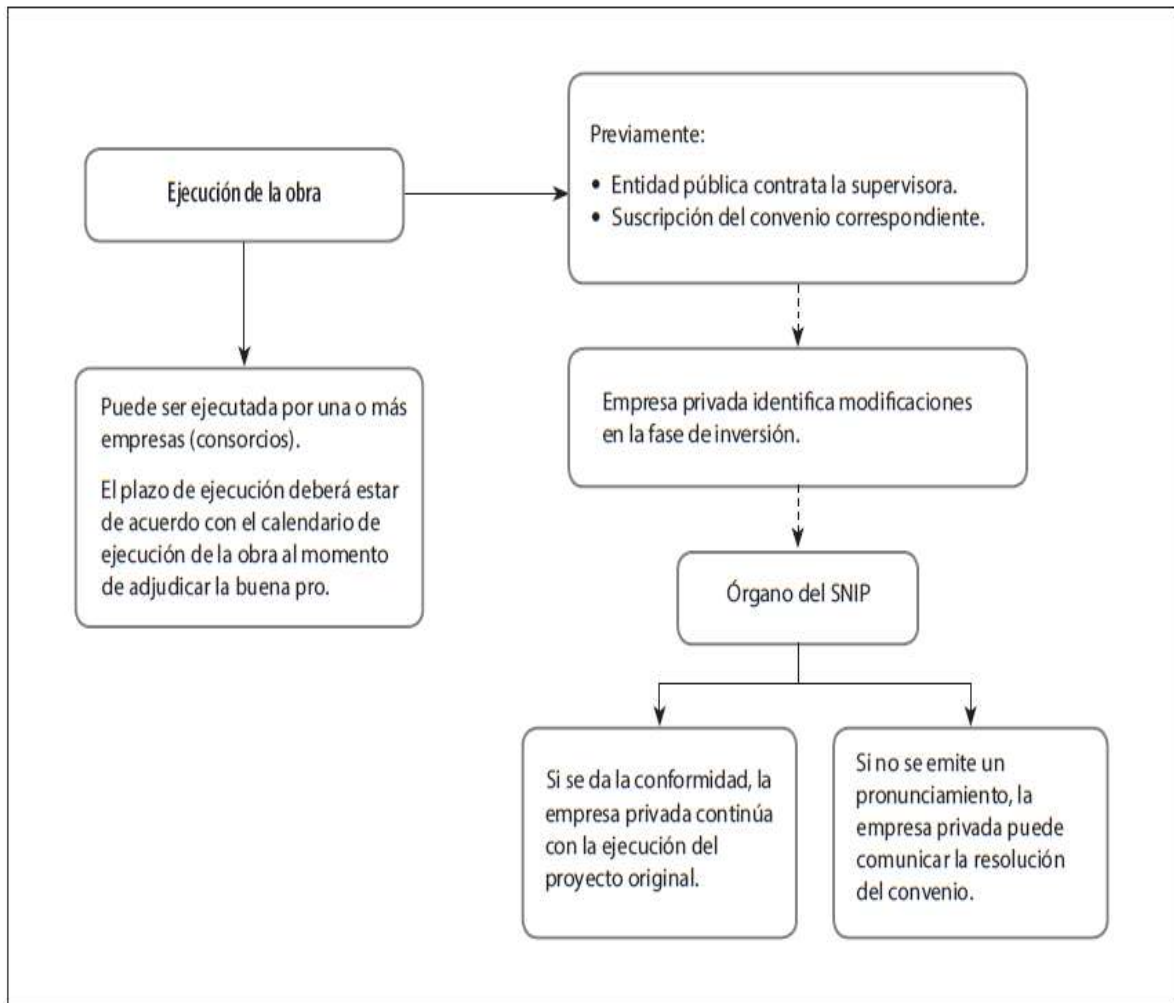 Ejecución de la obra
Previamente:
• Entidad pública contrata la supervisora.
• Suscripción del convenio correspondiente.
Puede ser ejecutada por una o más
empresas (consorcios).
El plazo de ejecución deberá estar
de acuerdo con el calendario de
ejecución de la obra al momento
de adjudicar la buena pro.
Empresa privada identifica modificaciones
en la fase de inversión.
Órgano del SNIP
Si se da la conformidad, la
empresa privada continúa
con la ejecución del
proyecto original.
Si no se emite un
pronunciamiento, la
empresa privada puede
comunicar la resolución
del convenio.